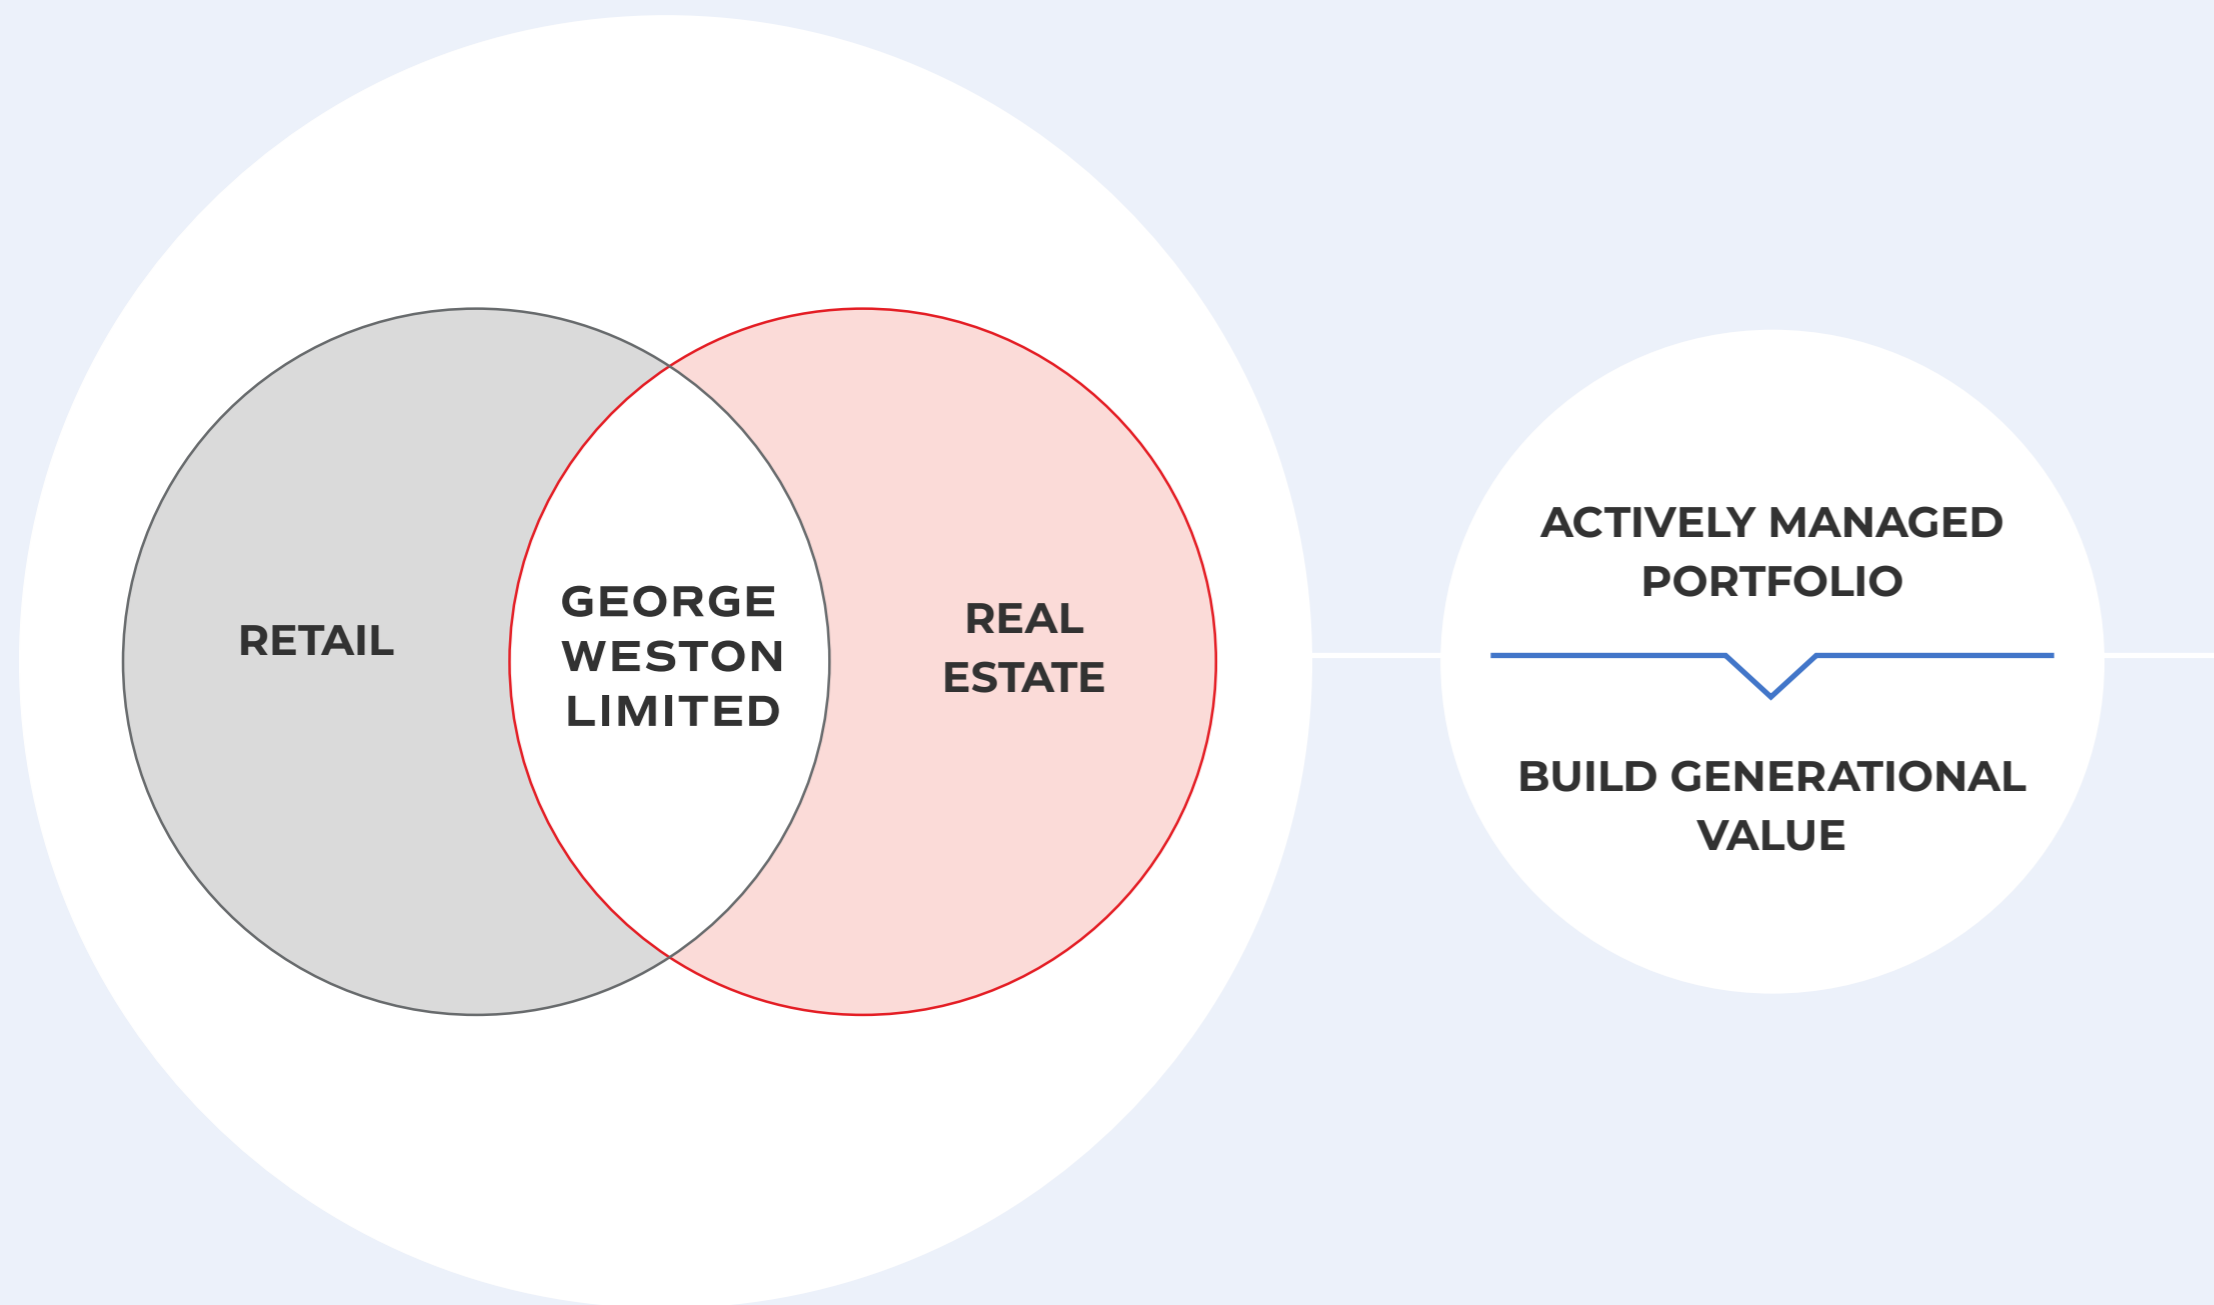 RETAIL
GEORGE
WESTON
LIMITED
REAL
ESTATE
ACTIVELY MANAGED
PORTFOLIO
BUILD GENERATIONAL
VALUE